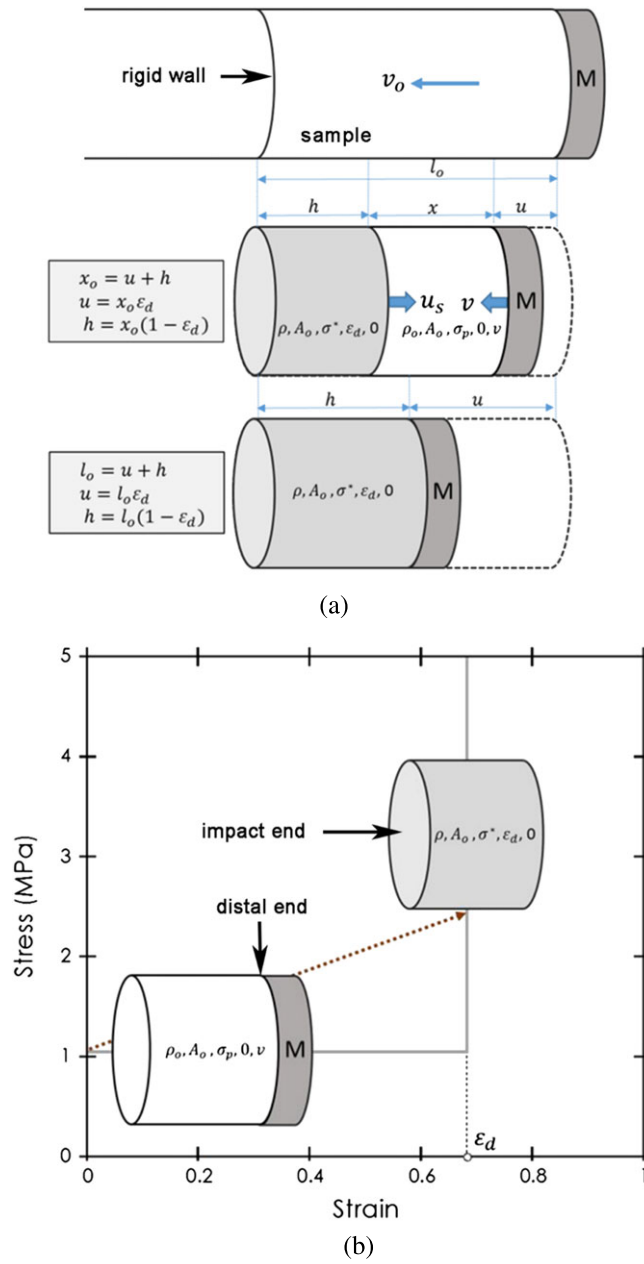 rigid wall
v_o
M
sample
l_o
h x u
x_o = u + h
u = x_o ε_d
h = x_o(1 − ε_d)
u_s v M
ρ, A_o, σ*, ε_d, 0
ρ_o, A_o, σ_p, 0, v
h u
l_o = u + h
u = l_o ε_d
h = l_o(1 − ε_d)
ρ, A_o, σ*, ε_d, 0 M
(a)
5
4
3
2
1
0
Stress (MPa)
impact end
ρ, A_o, σ*, ε_d, 0
distal end
ρ_o, A_o, σ_p, 0, v M
ε_d
0 0.2 0.4 0.6 0.8 1
Strain
(b)